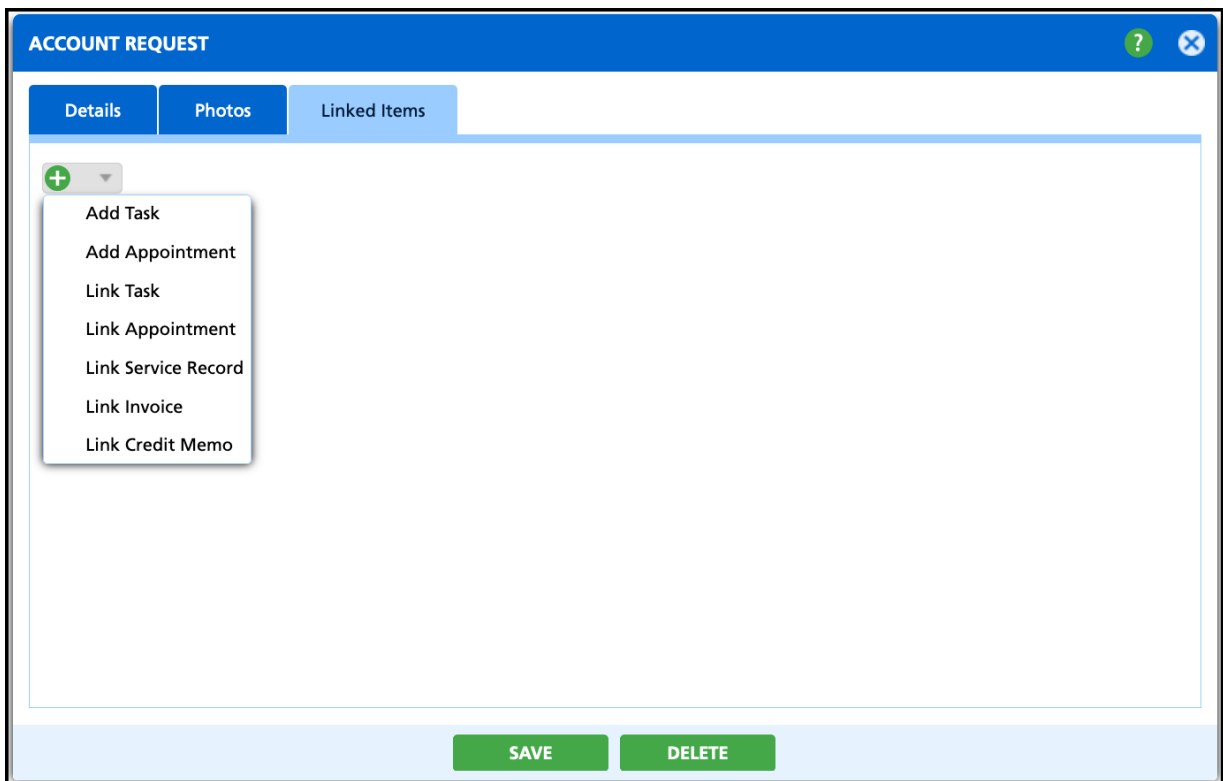 ACCOUNT REQUEST
?
Details
Photos
Linked Items
Add Task
Add Appointment
Link Task
Link Appointment
Link Service Record
Link Invoice
Link Credit Memo
SAVE
DELETE